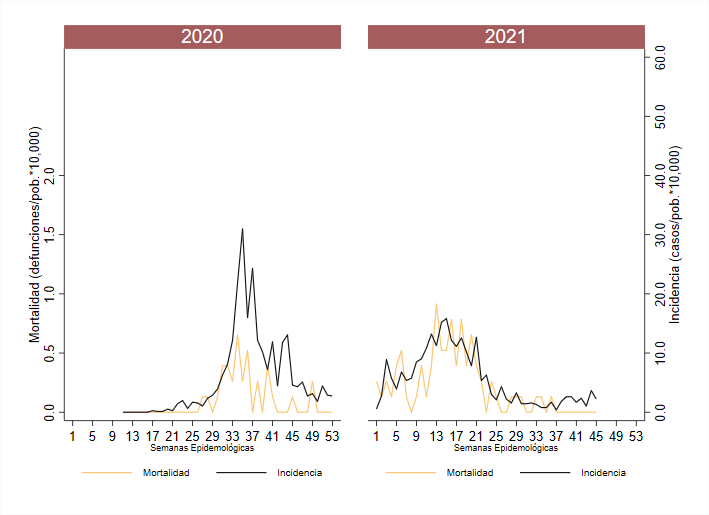 2020
2021
Mortalidad (defunciones/pob.*10,000)
0.0 0.5 1.0 1.5 2.0
Incidencia (casos/pob.*10,000)
0.0 10.0 20.0 30.0 40.0 50.0 60.0
1 5 9 13 17 21 25 29 33 37 41 45 49 53
1 5 9 13 17 21 25 29 33 37 41 45 49 53
Semanas Epidemológicas
Semanas Epidemológicas
Mortalidad Incidencia
Mortalidad Incidencia